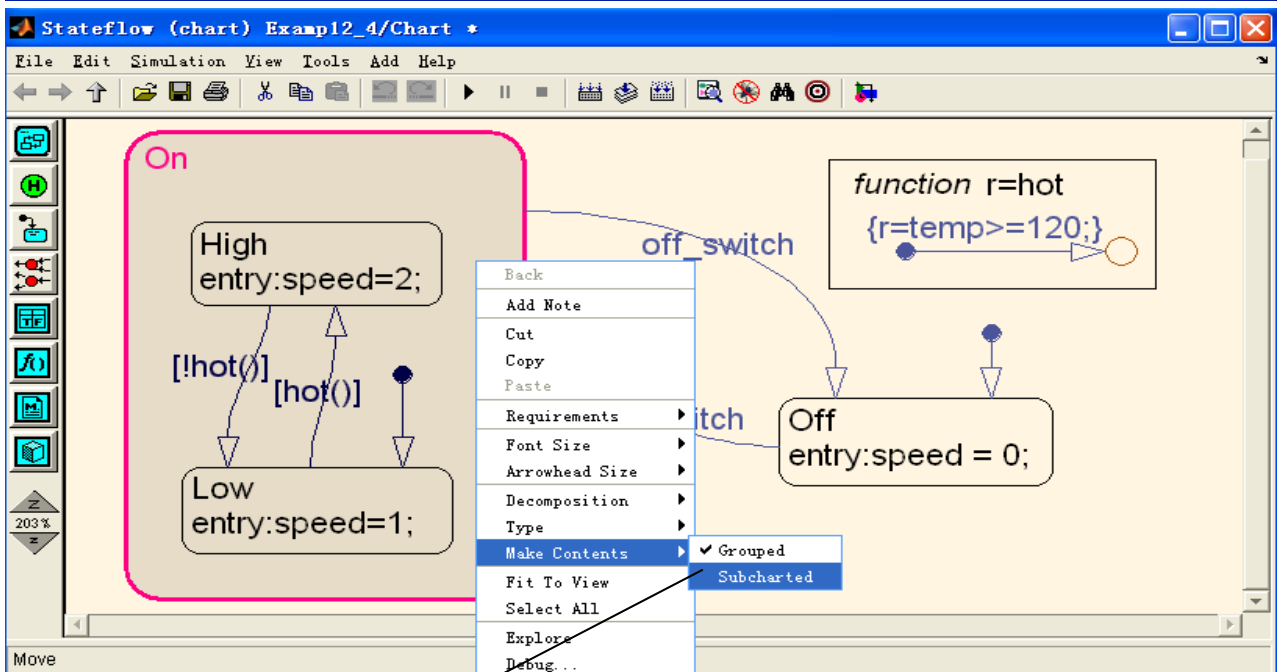 Stateflow (chart) Examp12_4/Chart *
File Edit Simulation View Tools Add Help
On
High
entry:speed=2;
[!hot()]
[hot()]
Low
entry:speed=1;
off_switch
itch
function r=hot
{r=temp>=120;}
Off
entry:speed = 0;
Back
Add Note
Cut
Copy
Paste
Requirements
Font Size
Arrowhead Size
Decomposition
Type
Make Contents
Fit To View
Select All
Explore
Debug...
✔ Grouped
Subcharted
H
TF
f()
M
Z
203%
Z
Move